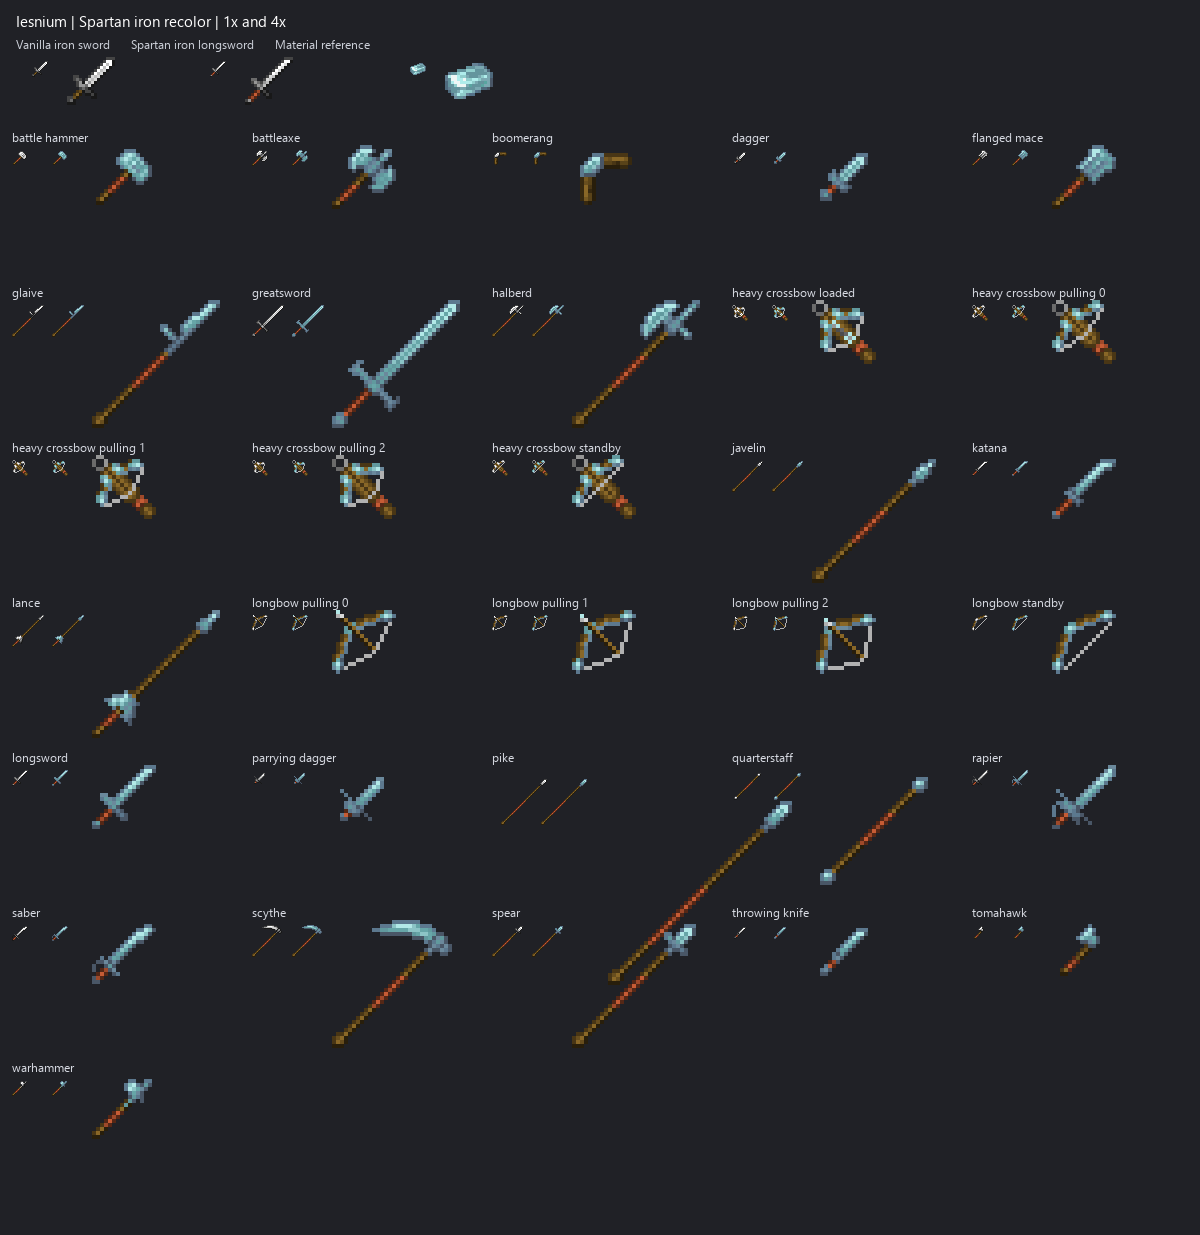 Iesnium | Spartan iron recolor | 1x and 4x
Vanilla iron sword Spartan iron longsword Material reference
battle hammer battleaxe boomerang dagger flanged mace
glaive greatsword halberd heavy crossbow loaded heavy crossbow pulling 0
heavy crossbow pulling 1 heavy crossbow pulling 2 heavy crossbow standby javelin katana
lance longbow pulling 0 longbow pulling 1 longbow pulling 2 longbow standby
longsword parrying dagger pike quarterstaff rapier
saber scythe spear throwing knife tomahawk
warhammer